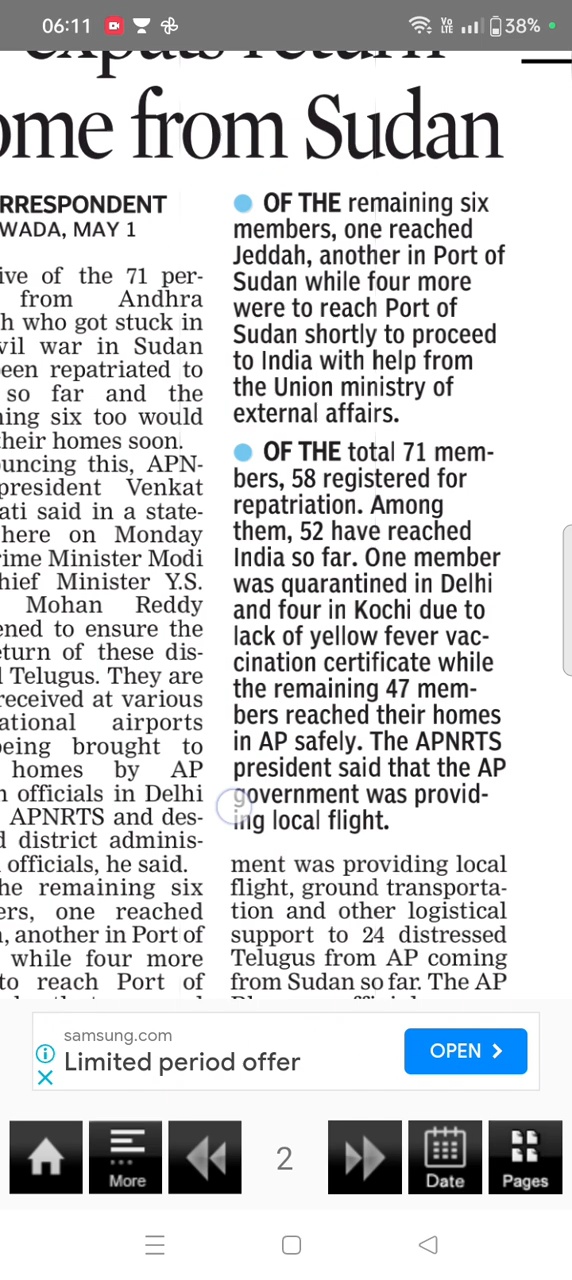 06:11
Vo
LTE
38%
ome from Sudan
RRESPONDENT
WADA, MAY 1
ive of the 71 per-
from Andhra
h who got stuck in
vil war in Sudan
een repatriated to
so far and the
ning six too would
their homes soon.
ouncing this, APN-
president Venkat
ati said in a state-
here on Monday
rime Minister Modi
hief Minister Y.S.
Mohan Reddy
ened to ensure the
eturn of these dis-
l Telugus. They are
received at various
ational airports
being brought to
homes by AP
n officials in Delhi
APNRTS and des-
d district adminis-
officials, he said.
he remaining six
ers, one reached
, another in Port of
while four more
to reach Port of
OF THE remaining six
members, one reached
Jeddah, another in Port of
Sudan while four more
were to reach Port of
Sudan shortly to proceed
to India with help from
the Union ministry of
external affairs.
OF THE total 71 mem-
bers, 58 registered for
repatriation. Among
them, 52 have reached
India so far. One member
was quarantined in Delhi
and four in Kochi due to
lack of yellow fever vac-
cination certificate while
the remaining 47 mem-
bers reached their homes
in AP safely. The APNRTS
president said that the AP
government was provid-
ing local flight.
ment was providing local
flight, ground transporta-
tion and other logistical
support to 24 distressed
Telugus from AP coming
from Sudan so far. The AP
samsung.com
Limited period offer
OPEN
More
2
Date
Pages